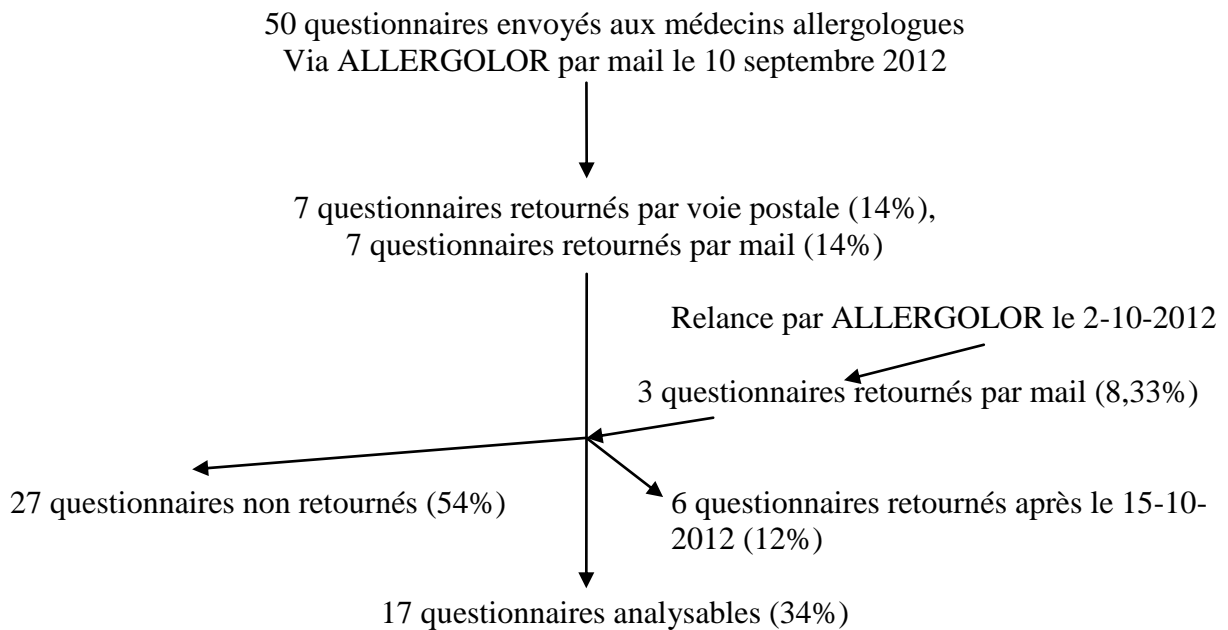 50 questionnaires envoyés aux médecins allergologues
Via ALLERGOLOR par mail le 10 septembre 2012
7 questionnaires retournés par voie postale (14%),
7 questionnaires retournés par mail (14%)
Relance par ALLERGOLOR le 2-10-2012
3 questionnaires retournés par mail (8,33%)
27 questionnaires non retournés (54%)
6 questionnaires retournés après le 15-10-
2012 (12%)
17 questionnaires analysables (34%)